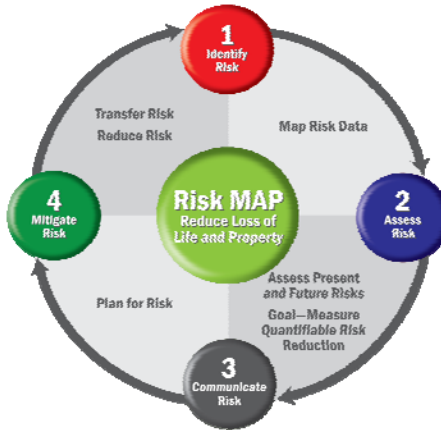 1
Identify
Risk
Transfer Risk
Reduce Risk
Map Risk Data
4
Mitigate
Risk
Risk MAP
Reduce Loss of
Life and Property
2
Assess
Risk
Plan for Risk
Assess Present
and Future Risks
Goal—Measure
Quantifiable Risk
Reduction
3
Communicate
Risk